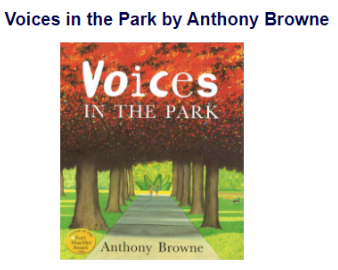 Voices in the Park by Anthony Browne
Voices
IN THE PARK
Anthony Browne